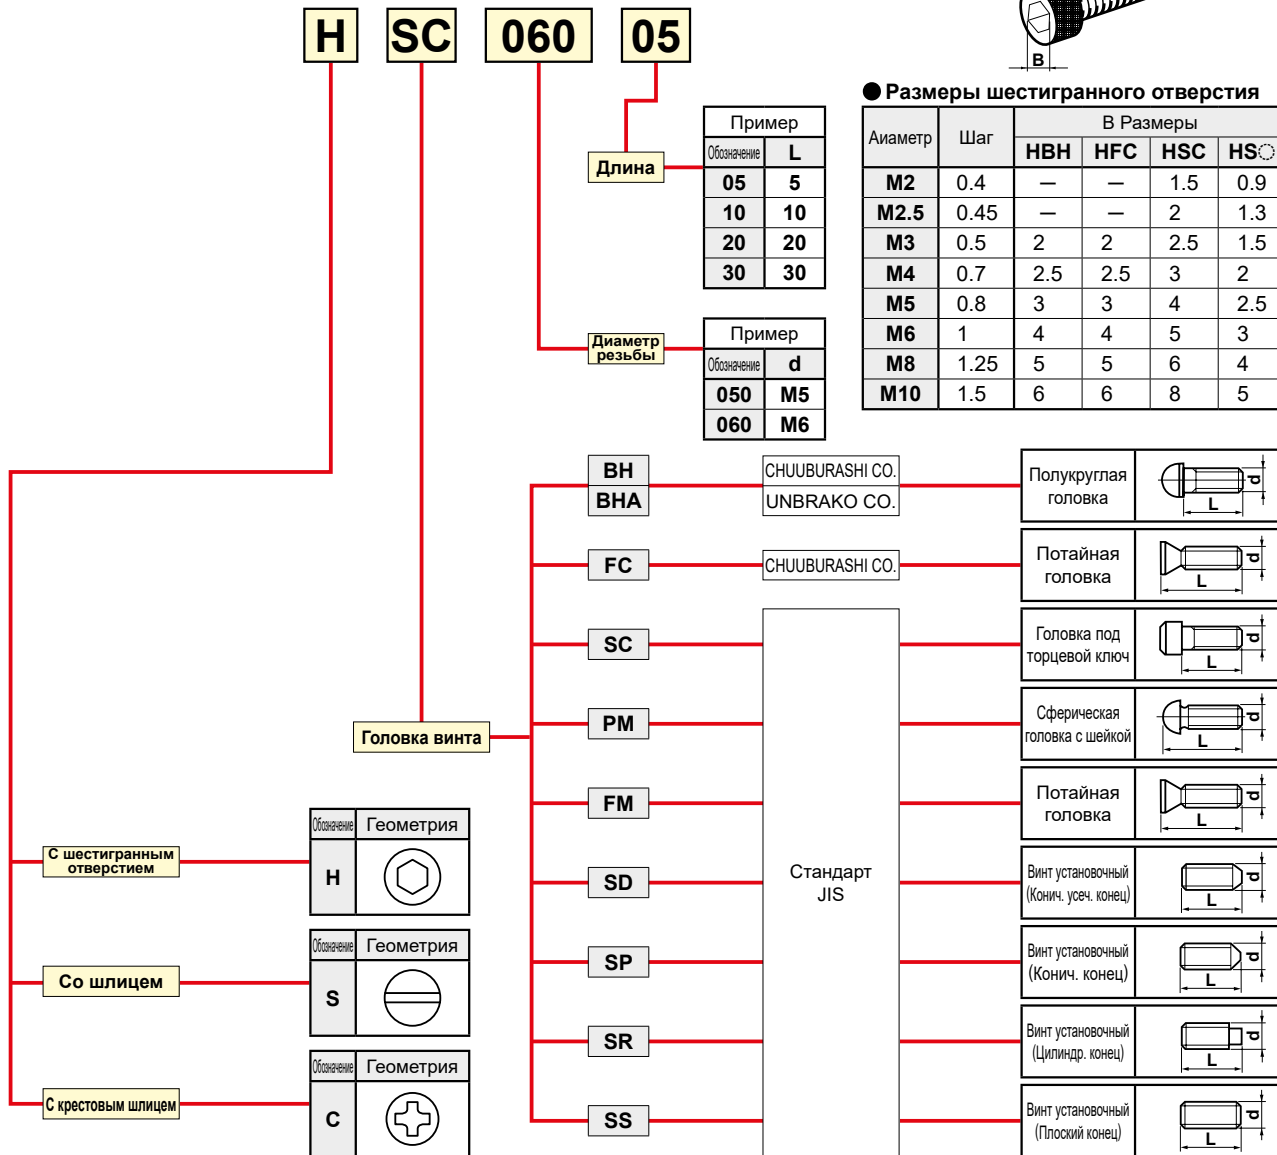 H SC 060 05
B
● Размеры шестигранного отверстия
Аиаметр Шаг В Размеры
HBH HFC HSC HS◌
M2 0.4 — — 1.5 0.9
M2.5 0.45 — — 2 1.3
M3 0.5 2 2 2.5 1.5
M4 0.7 2.5 2.5 3 2
M5 0.8 3 3 4 2.5
M6 1 4 4 5 3
M8 1.25 5 5 6 4
M10 1.5 6 6 8 5
Длина
Пример
Обозначение L
05 5
10 10
20 20
30 30
Диаметр
резьбы
Пример
Обозначение d
050 M5
060 M6
Головка винта
BH CHUUBURASHI CO.
BHA UNBRAKO CO.
Полукруглая
головка
L d
FC CHUUBURASHI CO.
Потайная
головка
L d
SC
Головка под
торцевой ключ
L d
PM
Сферическая
головка с шейкой
L d
FM
Потайная
головка
L d
Стандарт
JIS
SD
Винт установочный
(Конич. усеч. конец)
L d
SP
Винт установочный
(Конич. конец)
L d
SR
Винт установочный
(Цилиндр. конец)
L d
SS
Винт установочный
(Плоский конец)
L d
С шестигранным
отверстием
Обозначение Геометрия
H
Со шлицем
Обозначение Геометрия
S
С крестовым шлицем
Обозначение Геометрия
C